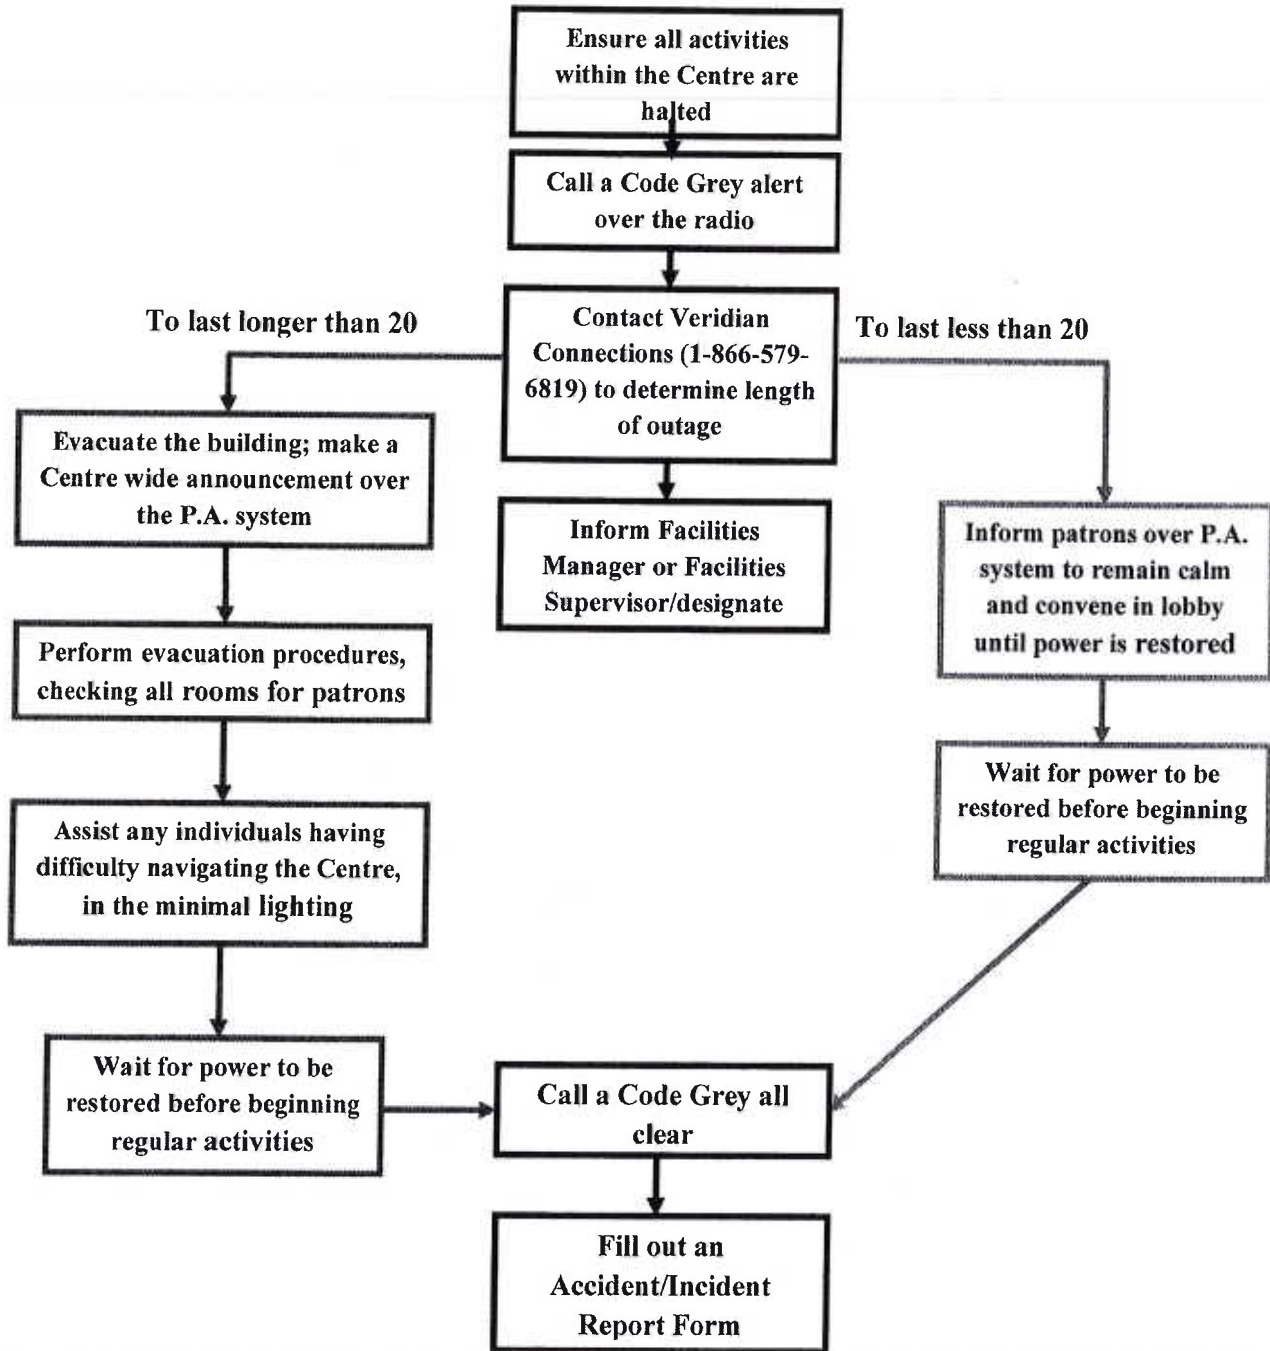 Ensure all activities
within the Centre are
halted
Call a Code Grey alert
over the radio
To last longer than 20
Contact Veridian
Connections (1-866-579-
6819) to determine length
of outage
To last less than 20
Evacuate the building; make a
Centre wide announcement over
the P.A. system
Inform Facilities
Manager or Facilities
Supervisor/designate
Inform patrons over P.A.
system to remain calm
and convene in lobby
until power is restored
Perform evacuation procedures,
checking all rooms for patrons
Wait for power to be
restored before beginning
regular activities
Assist any individuals having
difficulty navigating the Centre,
in the minimal lighting
Wait for power to be
restored before beginning
regular activities
Call a Code Grey all
clear
Fill out an
Accident/Incident
Report Form